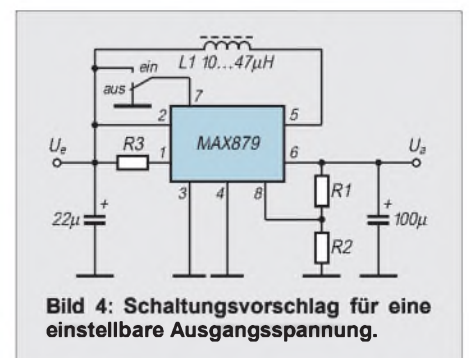 L1 10...47µH
ein
aus
7
2
5
MAX879
Ue
R3
1
6
Ua
3
4
8
R1
+
22µ
+
100µ
R2
Bild 4: Schaltungsvorschlag für eine
einstellbare Ausgangsspannung.